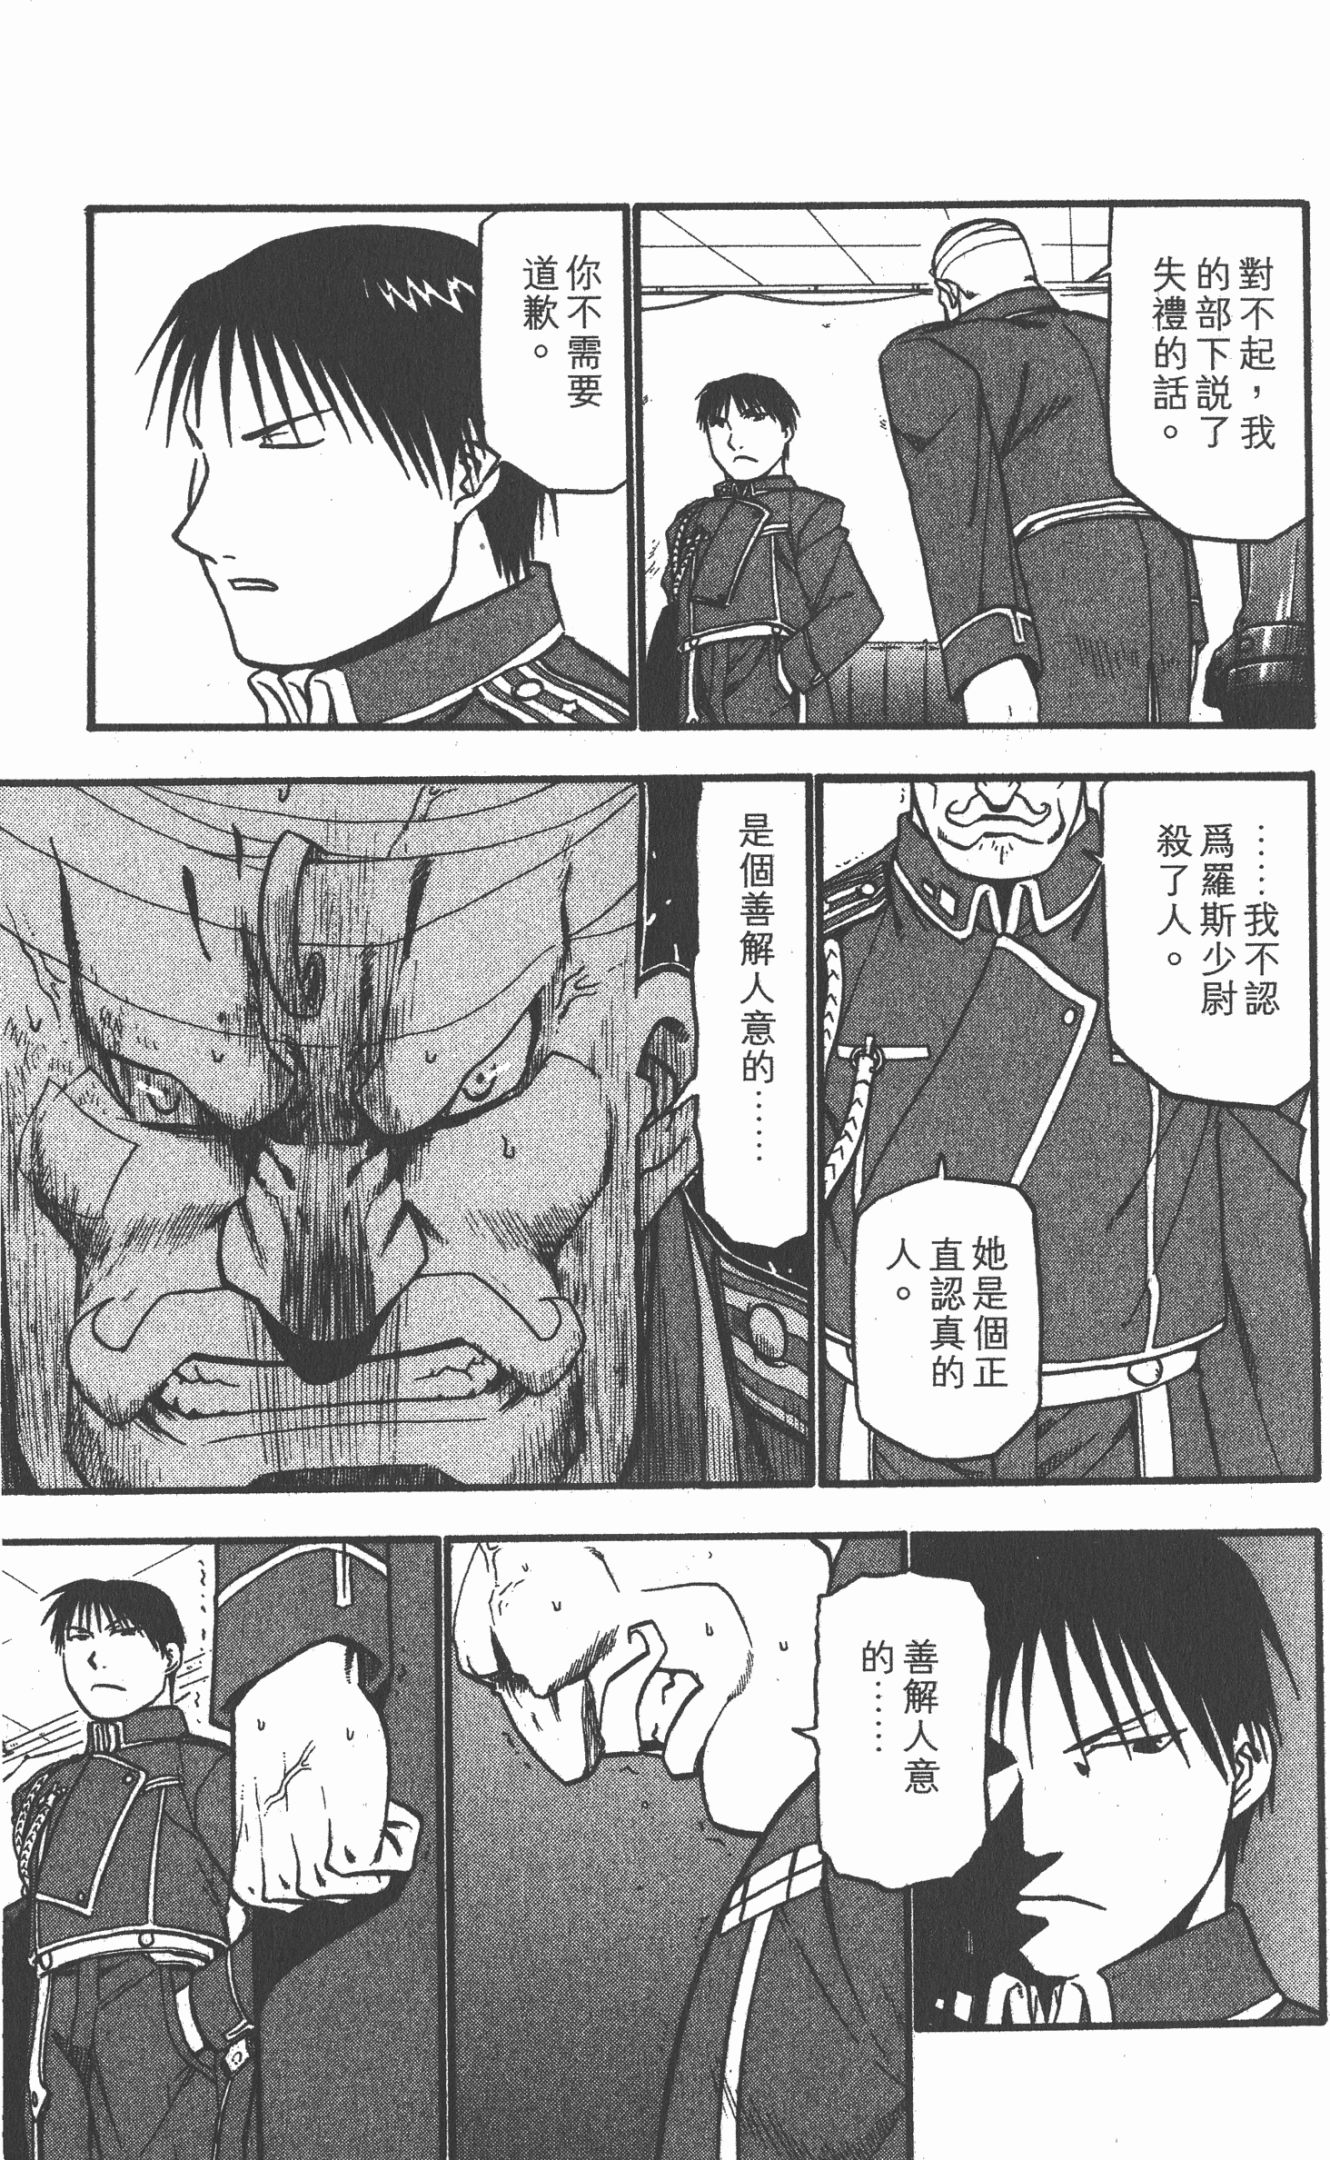 對不起，我
的部下説了
失禮的話。
你不需要
道歉。
……我不認
爲羅斯少尉
殺了人。
她是個正
直認真的
人。
是個善解人意的……
善解人意
的……